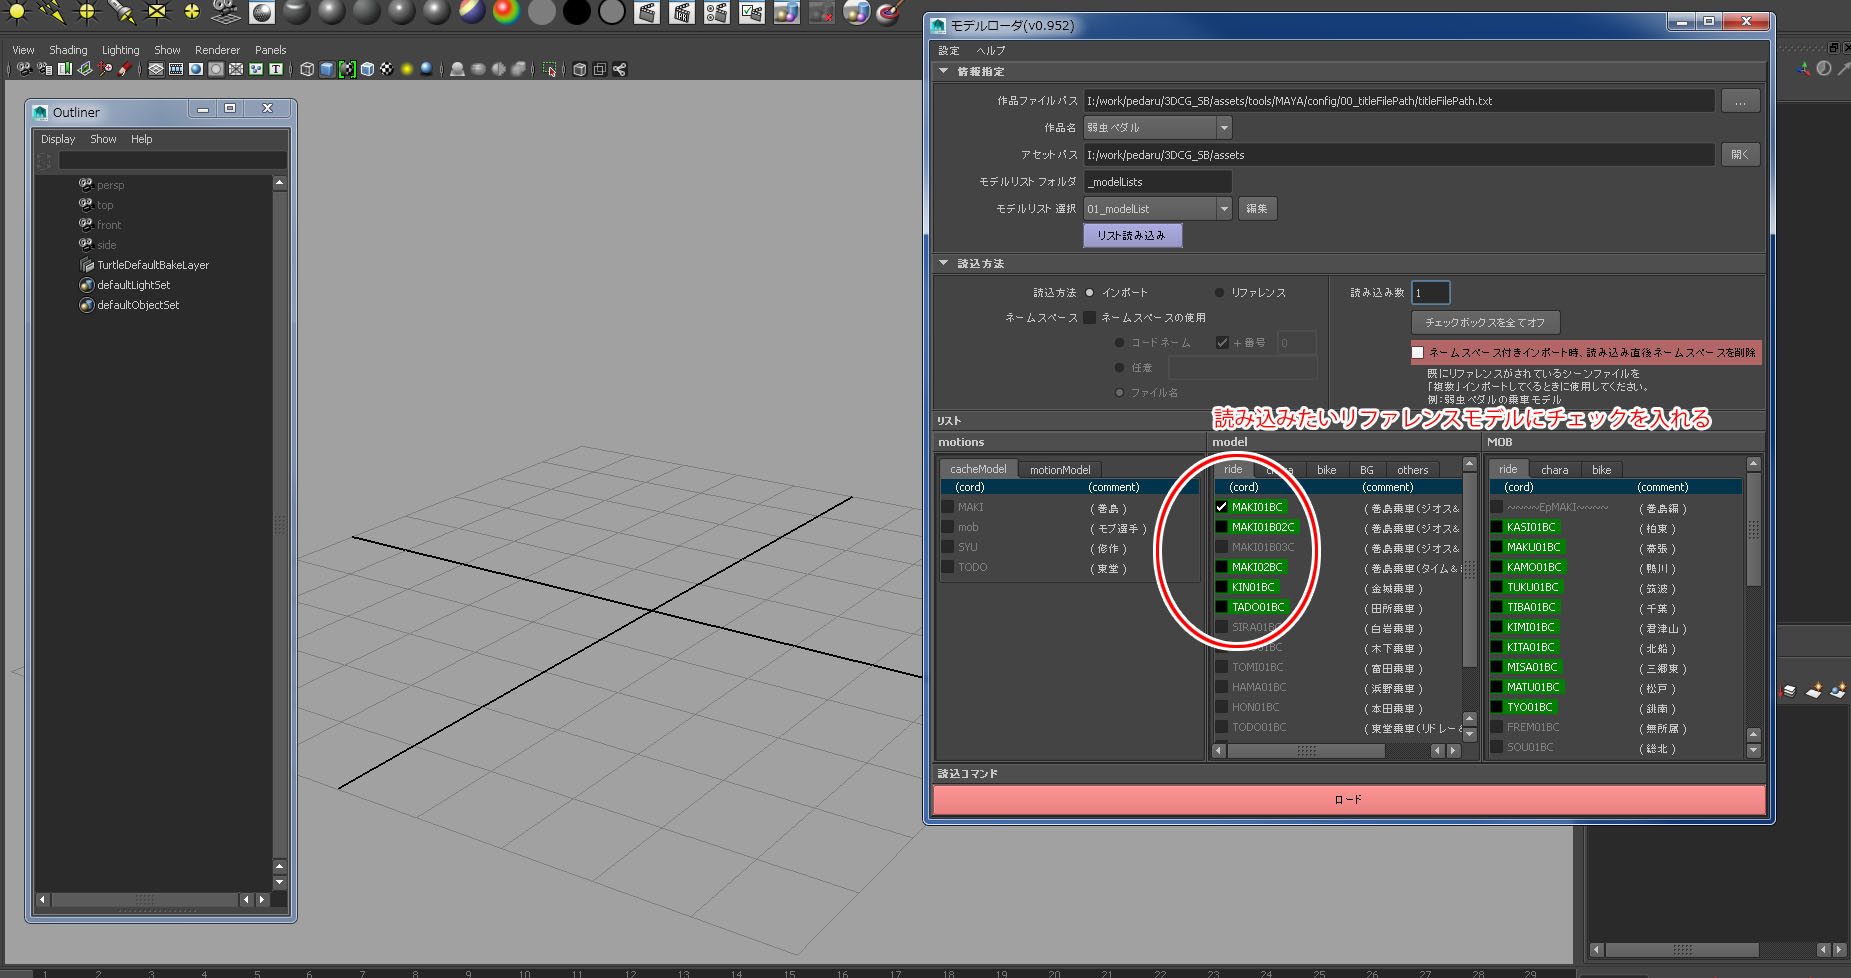 View Shading Lighting Show Renderer Panels
Outliner
Display Show Help
persp
top
front
side
TurtleDefaultBakeLayer
defaultLightSet
defaultObjectSet
モデルローダ(v0.952)
設定 ヘルプ
情報指定
作品ファイルパス I:/work/pedaru/3DCG_SB/assets/tools/MAYA/config/00_titleFilePath/titleFilePath.txt ...
作品名 弱虫ペダル
アセットパス I:/work/pedaru/3DCG_SB/assets 開く
モデルリスト フォルダ _modelLists
モデルリスト 選択 01_modelList 編集
リスト読み込み
読込方法
読込方法 インポート リファレンス
ネームスペース ネームスペースの使用
コードネーム +番号 0
任意
ファイル名
読み込み数 1
チェックボックスを全てオフ
ネームスペース付きインポート時、読み込み直後ネームスペースを削除
既にリファレンスがされているシーンファイルを
「複数」インポートしてくるときに使用してください。
例:弱虫ペダルの乗車モデル
リスト
読み込みたいリファレンスモデルにチェックを入れる
motions
cacheModel motionModel
(cord) (comment)
MAKI (巻島)
mob (モブ選手)
SYU (修作)
TODO (東堂)
model
ride chara bike BG others
(cord) (comment)
MAKI01BC (巻島乗車(ジオス&
MAKI01B02C (巻島乗車(ジオス&
MAKI01B03C (巻島乗車(ジオス&
MAKI02BC (巻島乗車(タイム&
KIN01BC (金城乗車)
TADO01BC (田所乗車)
SIRA01BC (白岩乗車)
(木下乗車)
TOMI01BC (富田乗車)
HAMA01BC (浜野乗車)
HON01BC (本田乗車)
TODO01BC (東堂乗車(リドレー&
MOB
ride chara bike
(cord) (comment)
~~~~EpMAKI~~~~ (巻島編)
KASI01BC (柏東)
MAKU01BC (幕張)
KAMO01BC (鴨川)
TUKU01BC (筑波)
TIBA01BC (千葉)
KIMI01BC (君津山)
KITA01BC (北船)
MISA01BC (三郷東)
MATU01BC (松戸)
TYO01BC (銚南)
FREM01BC (無所属)
SOU01BC (総北)
読込コマンド
ロード
1 2 3 4 5 6 7 8 9 10 11 12 13 14 15 16 17 18 19 20 21 22 23 24 25 26 27 28 29